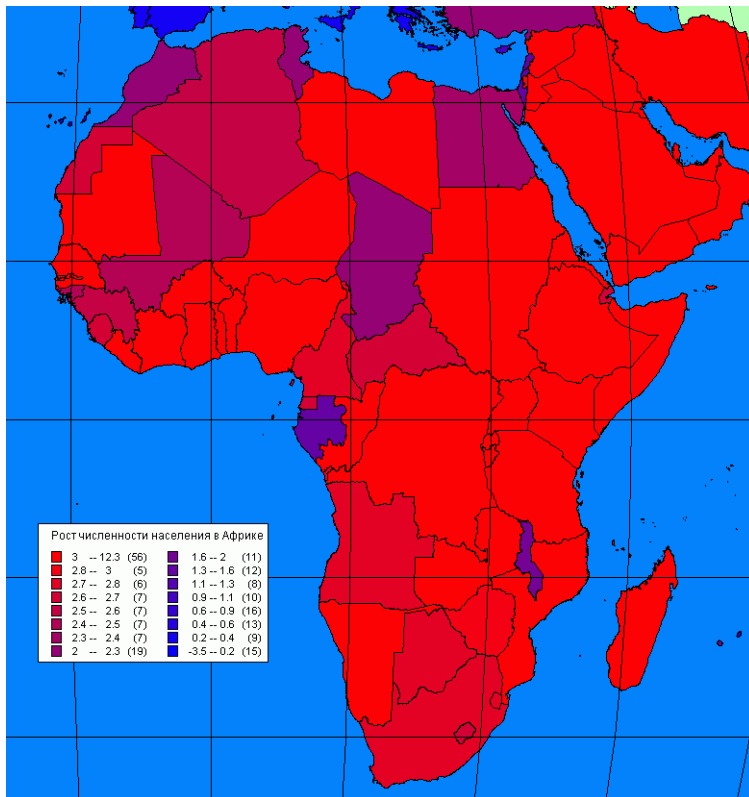 Рост численности населения в Африке
3 -- 12.3 (56) 1.6 -- 2 (11)
2.8 -- 3 (5) 1.3 -- 1.6 (12)
2.7 -- 2.8 (6) 1.1 -- 1.3 (8)
2.6 -- 2.7 (7) 0.9 -- 1.1 (10)
2.5 -- 2.6 (7) 0.6 -- 0.9 (16)
2.4 -- 2.5 (7) 0.4 -- 0.6 (13)
2.3 -- 2.4 (7) 0.2 -- 0.4 (9)
2 -- 2.3 (19) -3.5 -- 0.2 (15)